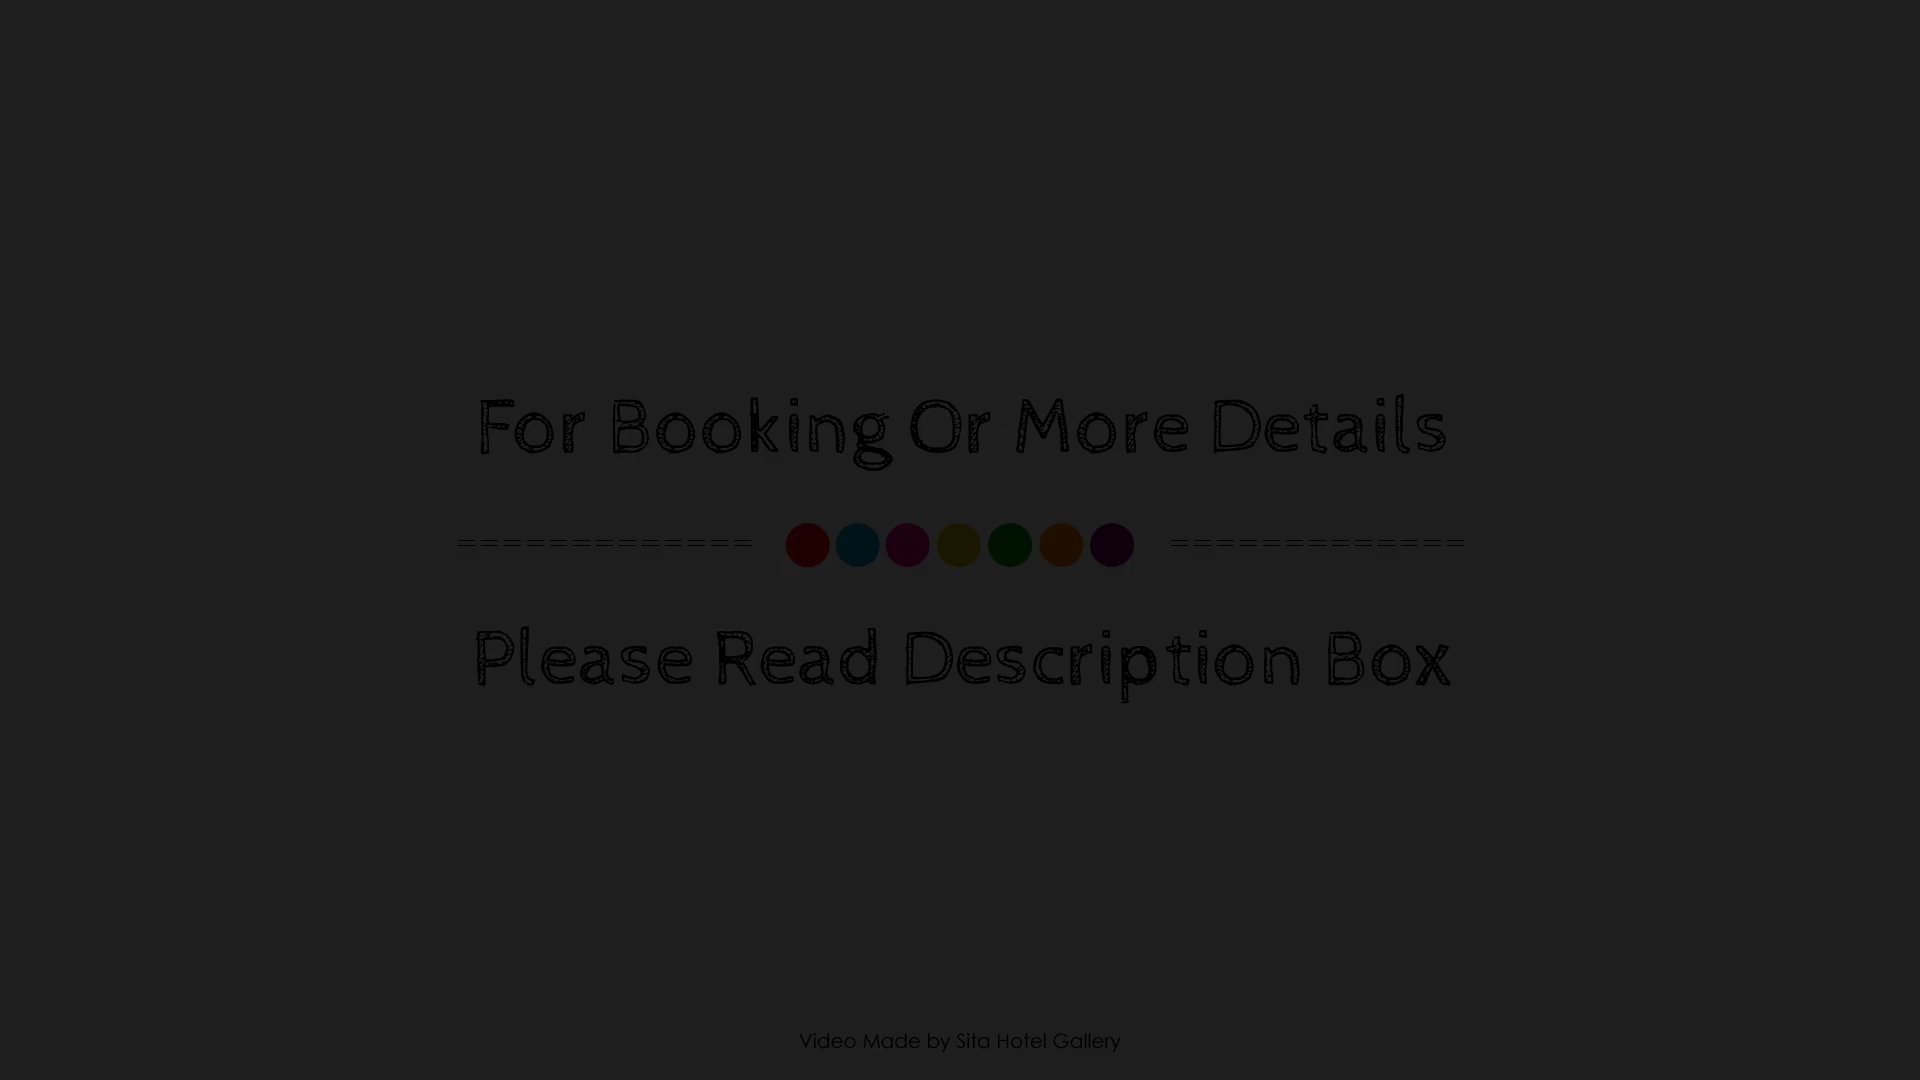 For Booking Or More Details
============= =============
Please Read Description Box
Video Made by Sita Hotel Gallery